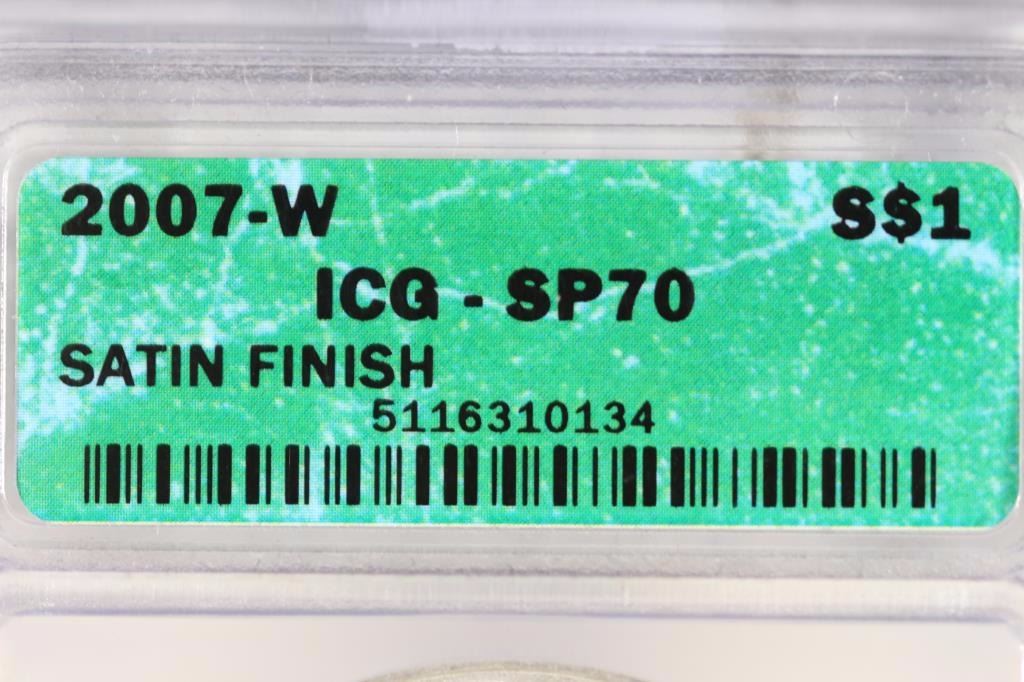 2007-W S$1
ICG - SP70
SATIN FINISH
5116310134